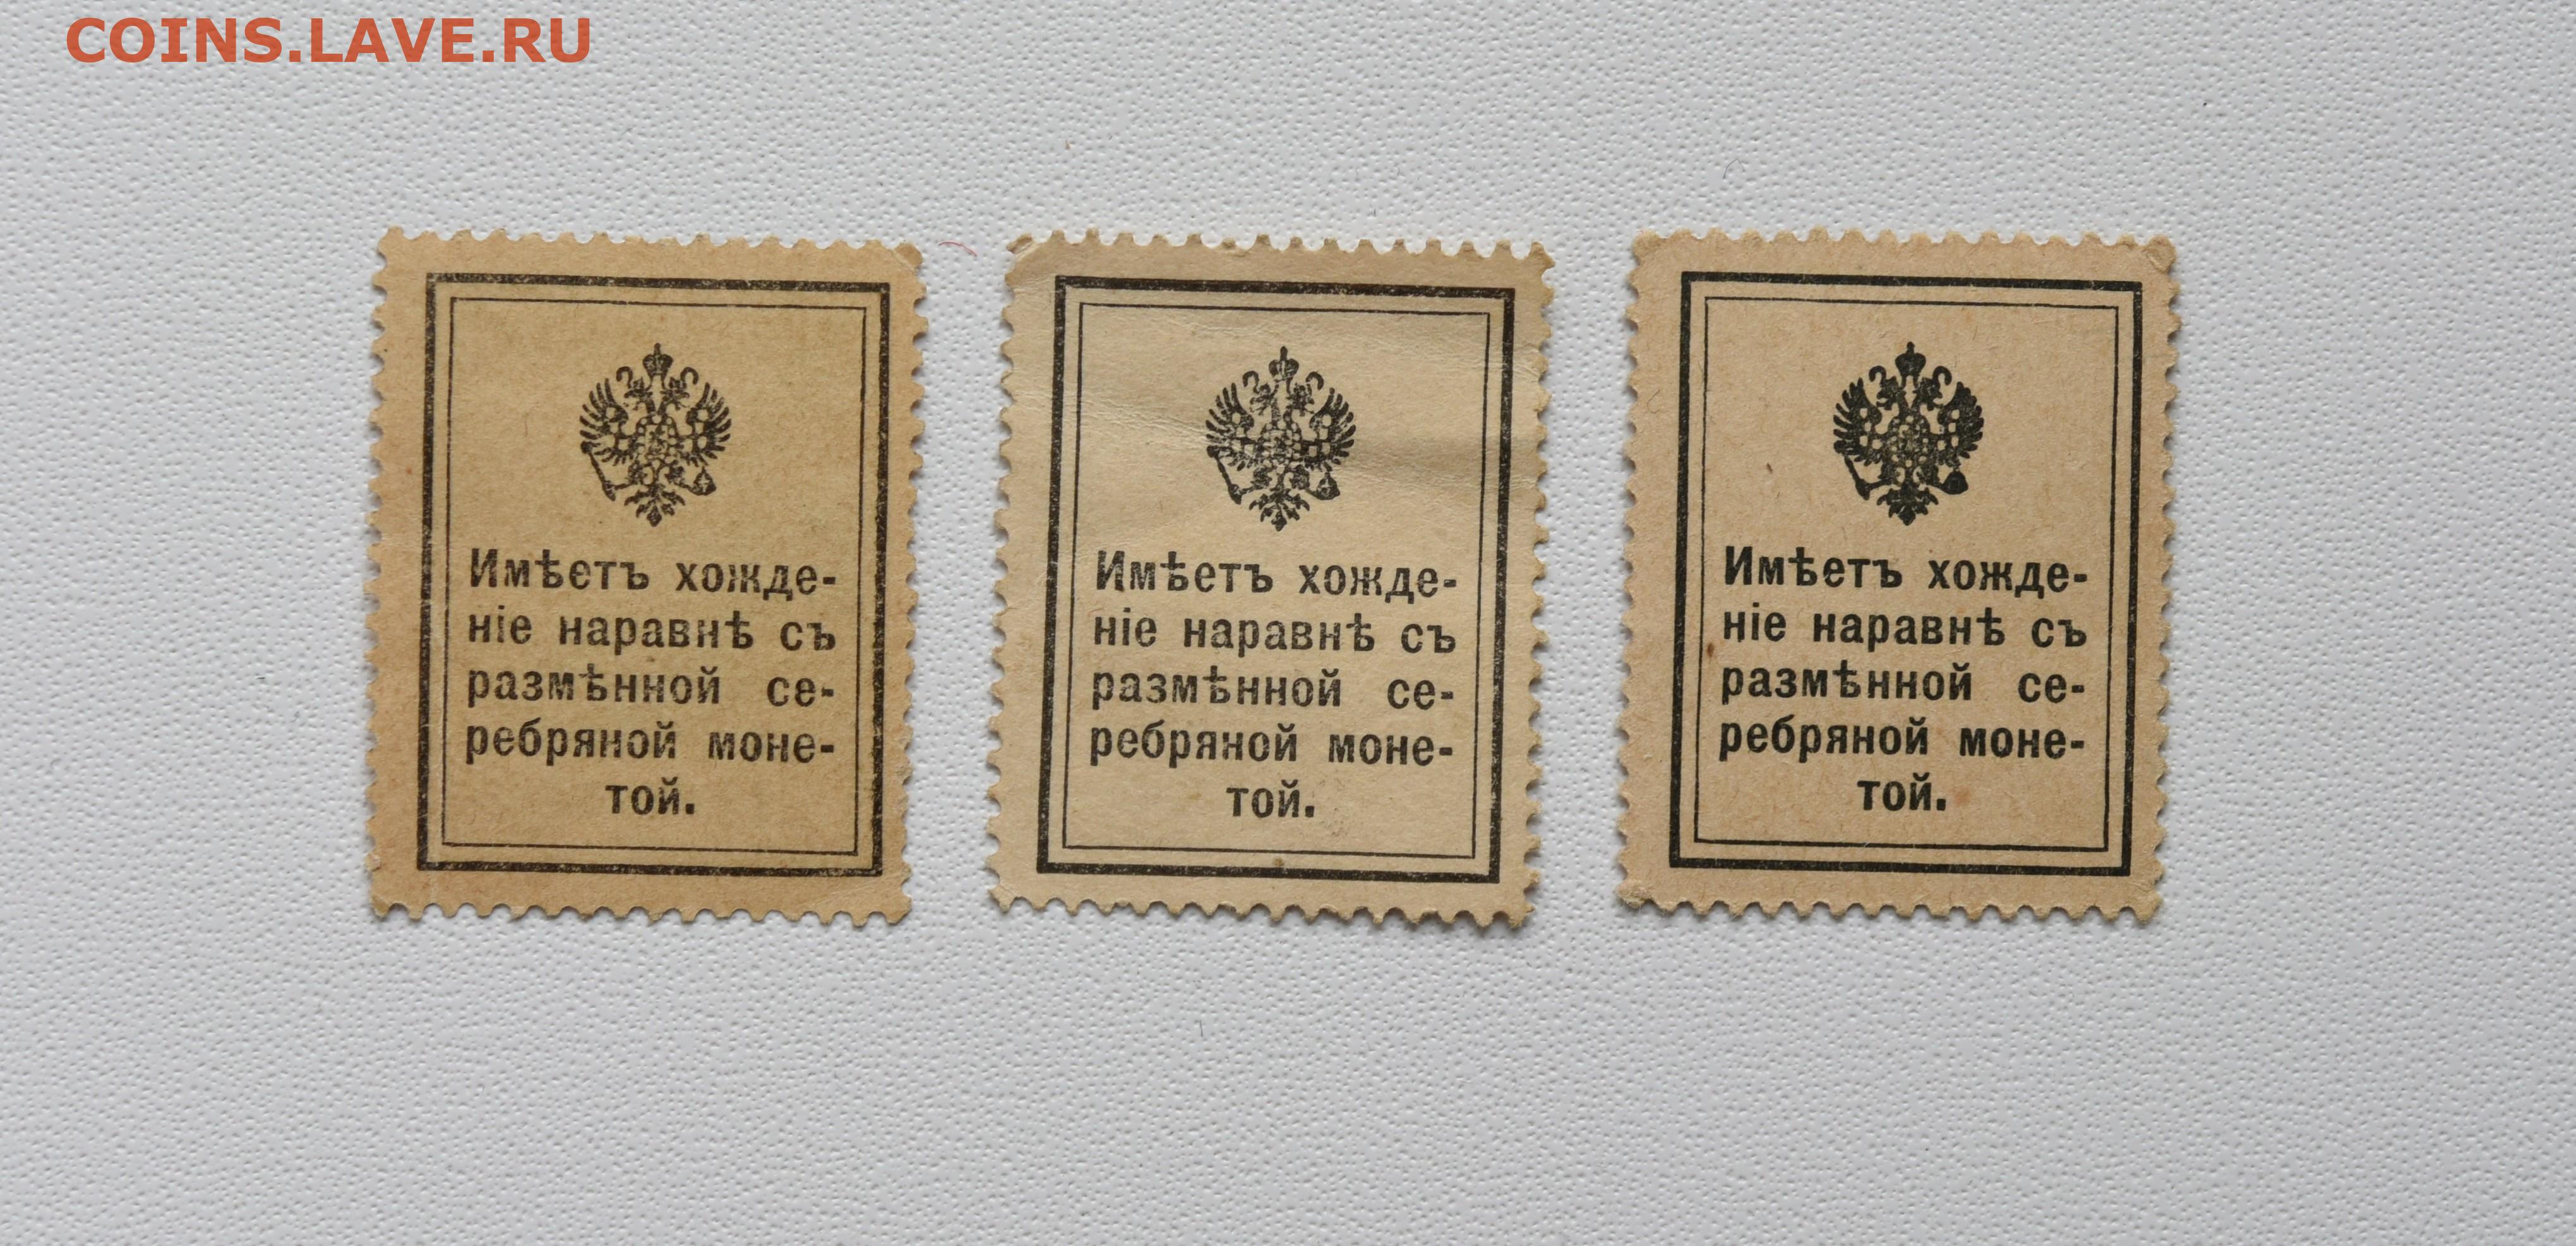 COINS.LAVE.RU
Имѣетъ хожде-
ніе наравнѣ съ
размѣнной се-
ребряной моне-
той.
Имѣетъ хожде-
ніе наравнѣ съ
размѣнной се-
ребряной моне-
той.
Имѣетъ хожде-
ніе наравнѣ съ
размѣнной се-
ребряной моне-
той.